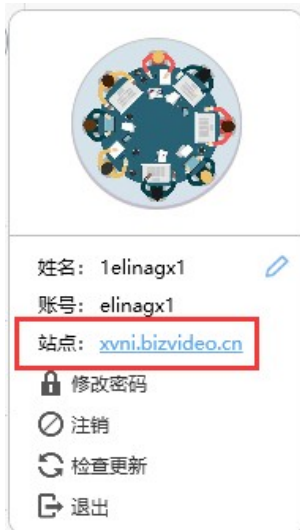 姓名： 1elinagx1
账号： elinagx1
站点： xvni.bizvideo.cn
修改密码
注销
检查更新
退出